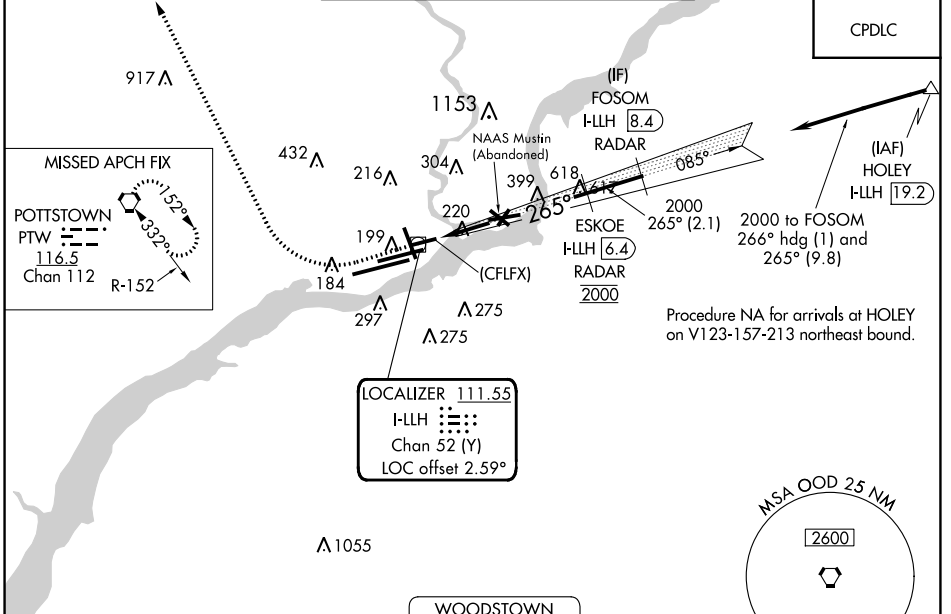 CPDLC
917
1153
(IF)
FOSOM
I-LLH 8.4
RADAR
NAAS Mustin
(Abandoned)
432
304
216
399
618
085°
(IAF)
HOLEY
I-LLH 19.2
MISSED APCH FIX
POTTSTOWN
PTW
116.5
Chan 112
152°
332°
R-152
220
265°
2000
265° (2.1)
ESKOE
I-LLH 6.4
RADAR
2000
2000 to FOSOM
266° hdg (1) and
265° (9.8)
199
184
(CFLFX)
297
275
275
Procedure NA for arrivals at HOLEY
on V123-157-213 northeast bound.
LOCALIZER 111.55
I-LLH
Chan 52 (Y)
LOC offset 2.59°
1055
MSA OOD 25 NM
2600
WOODSTOWN